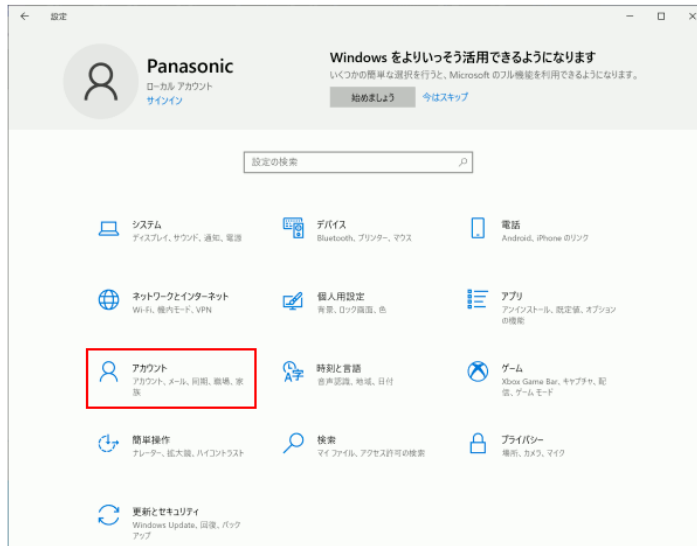 設定
Panasonic
ローカル アカウント
サインイン
Windows をよりいっそう活用できるようになります
いくつかの簡単な選択を行うと、Microsoft のフル機能を利用できるようになります。
始めましょう
今はスキップ
設定の検索
システム
ディスプレイ、サウンド、通知、電源
デバイス
Bluetooth、プリンター、マウス
電話
Android、iPhone のリンク
ネットワークとインターネット
Wi-Fi、機内モード、VPN
個人用設定
背景、ロック画面、色
アプリ
アンインストール、既定値、オプション
の機能
アカウント
アカウント、メール、同期、職場、家
族
時刻と言語
音声認識、地域、日付
ゲーム
Xbox Game Bar、キャプチャ、配
信、ゲーム モード
簡単操作
ナレーター、拡大鏡、ハイコントラスト
検索
マイ ファイル、アクセス許可の検索
プライバシー
場所、カメラ、マイク
更新とセキュリティ
Windows Update、回復、バック
アップ